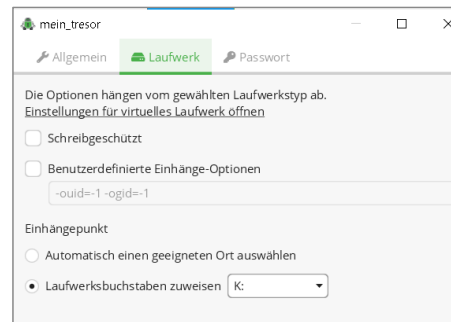 mein_tresor
Allgemein Laufwerk Passwort
Die Optionen hängen vom gewählten Laufwerkstyp ab.
Einstellungen für virtuelles Laufwerk öffnen
Schreibgeschützt
Benutzerdefinierte Einhänge-Optionen
-ouid=-1 -ogid=-1
Einhängepunkt
Automatisch einen geeigneten Ort auswählen
Laufwerksbuchstaben zuweisen K: